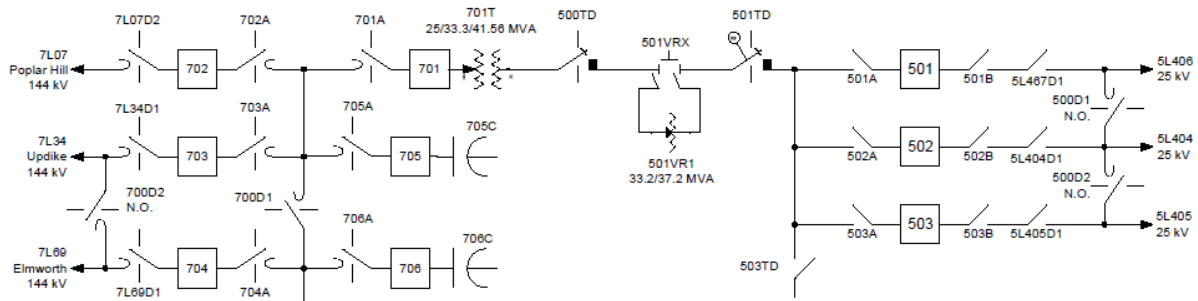 701T
25/33.3/41.56 MVA
7L07D2
702A
701A
500TD
501TD
501VRX
7L07
Poplar Hill
144 kV
702
701
501
501A
501B
5L467D1
5L406
25 kV
500D1
N.O.
7L34D1
703A
705A
705C
7L34
Updike
144 kV
703
705
501VR1
33.2/37.2 MVA
502
502A
502B
5L404D1
5L404
25 kV
500D2
N.O.
700D2
N.O.
700D1
706A
706C
7L69
Elmworth
144 kV
704
706
7L69D1
704A
503
503A
503B
5L405D1
5L405
25 kV
503TD